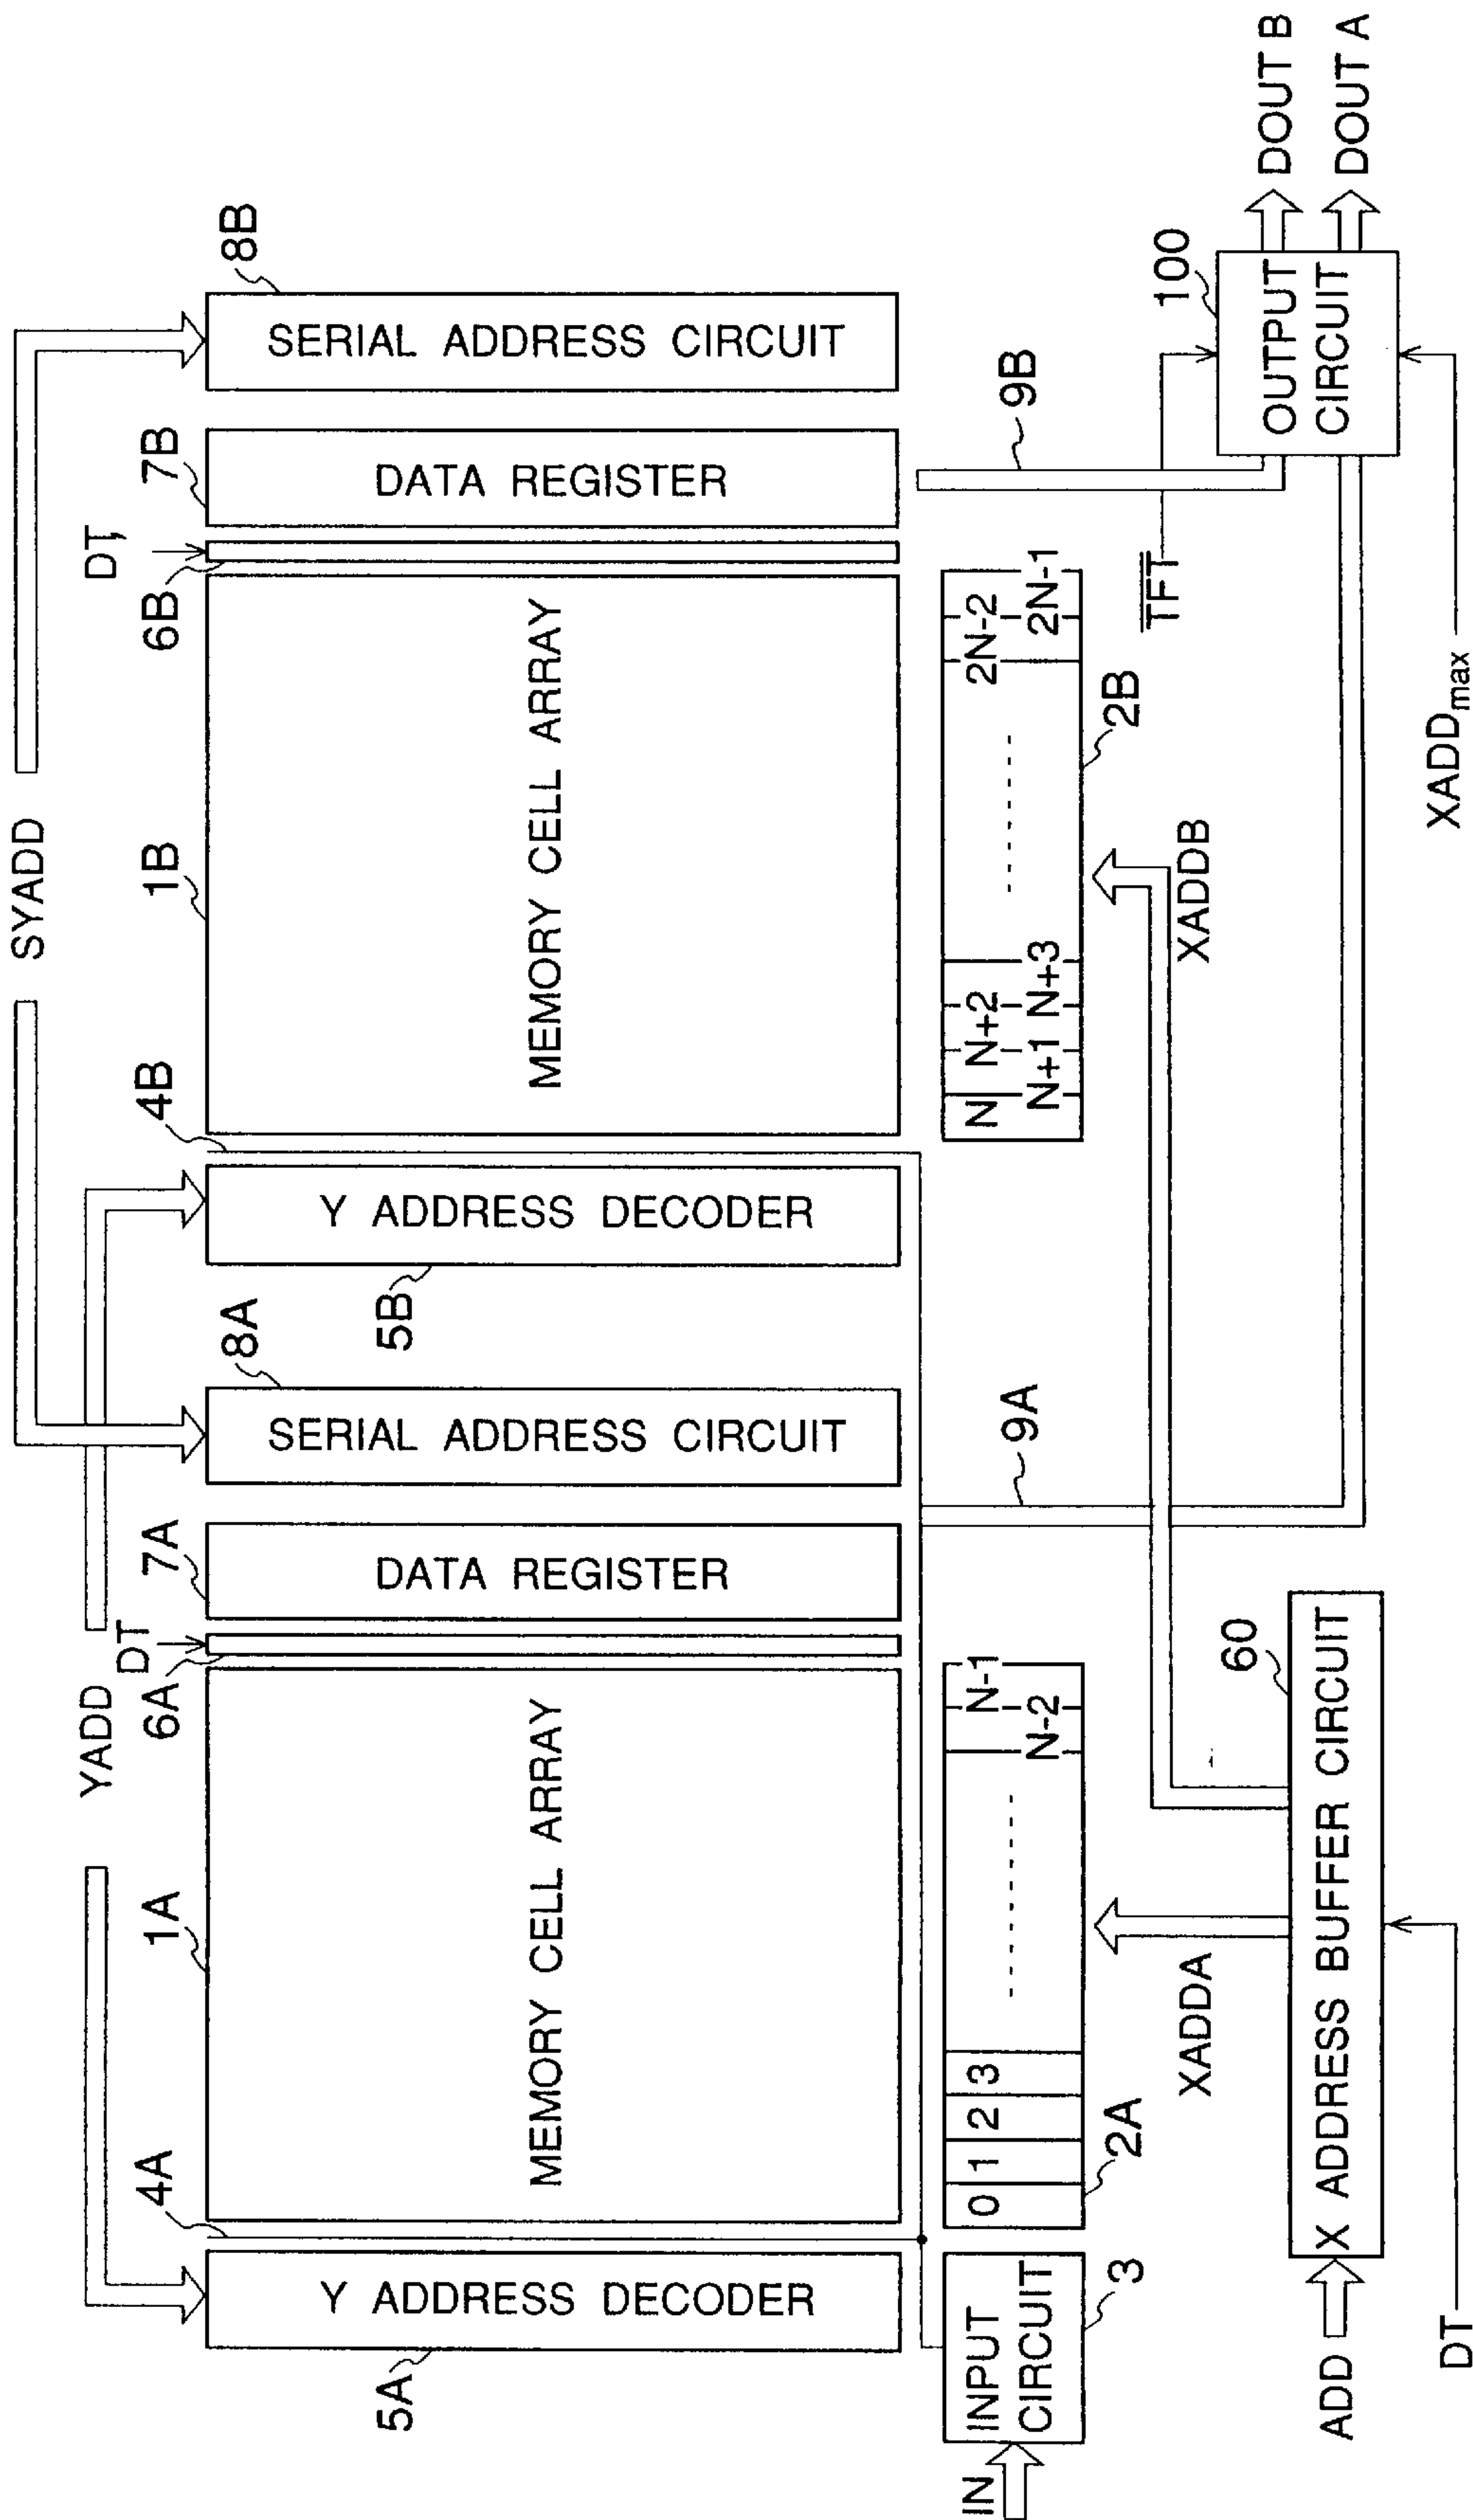 SYADD
YADD
4A
1A
6A
DT
7A
8A
4B
1B
6B
DT,
7B
8B
5A
Y ADDRESS DECODER
MEMORY CELL ARRAY
DATA REGISTER
SERIAL ADDRESS CIRCUIT
5B
Y ADDRESS DECODER
MEMORY CELL ARRAY
DATA REGISTER
SERIAL ADDRESS CIRCUIT
IN
INPUT
CIRCUIT
3
0 1 2 3 N-2 N-1
2A
N N+1 N+2 N+3 2N-2 2N-1
2B
9A
9B
XADDA
XADDB
TFT
100
ADD
X ADDRESS BUFFER CIRCUIT
60
OUTPUT
CIRCUIT
DOUT B
DOUT A
DT
XADDmax